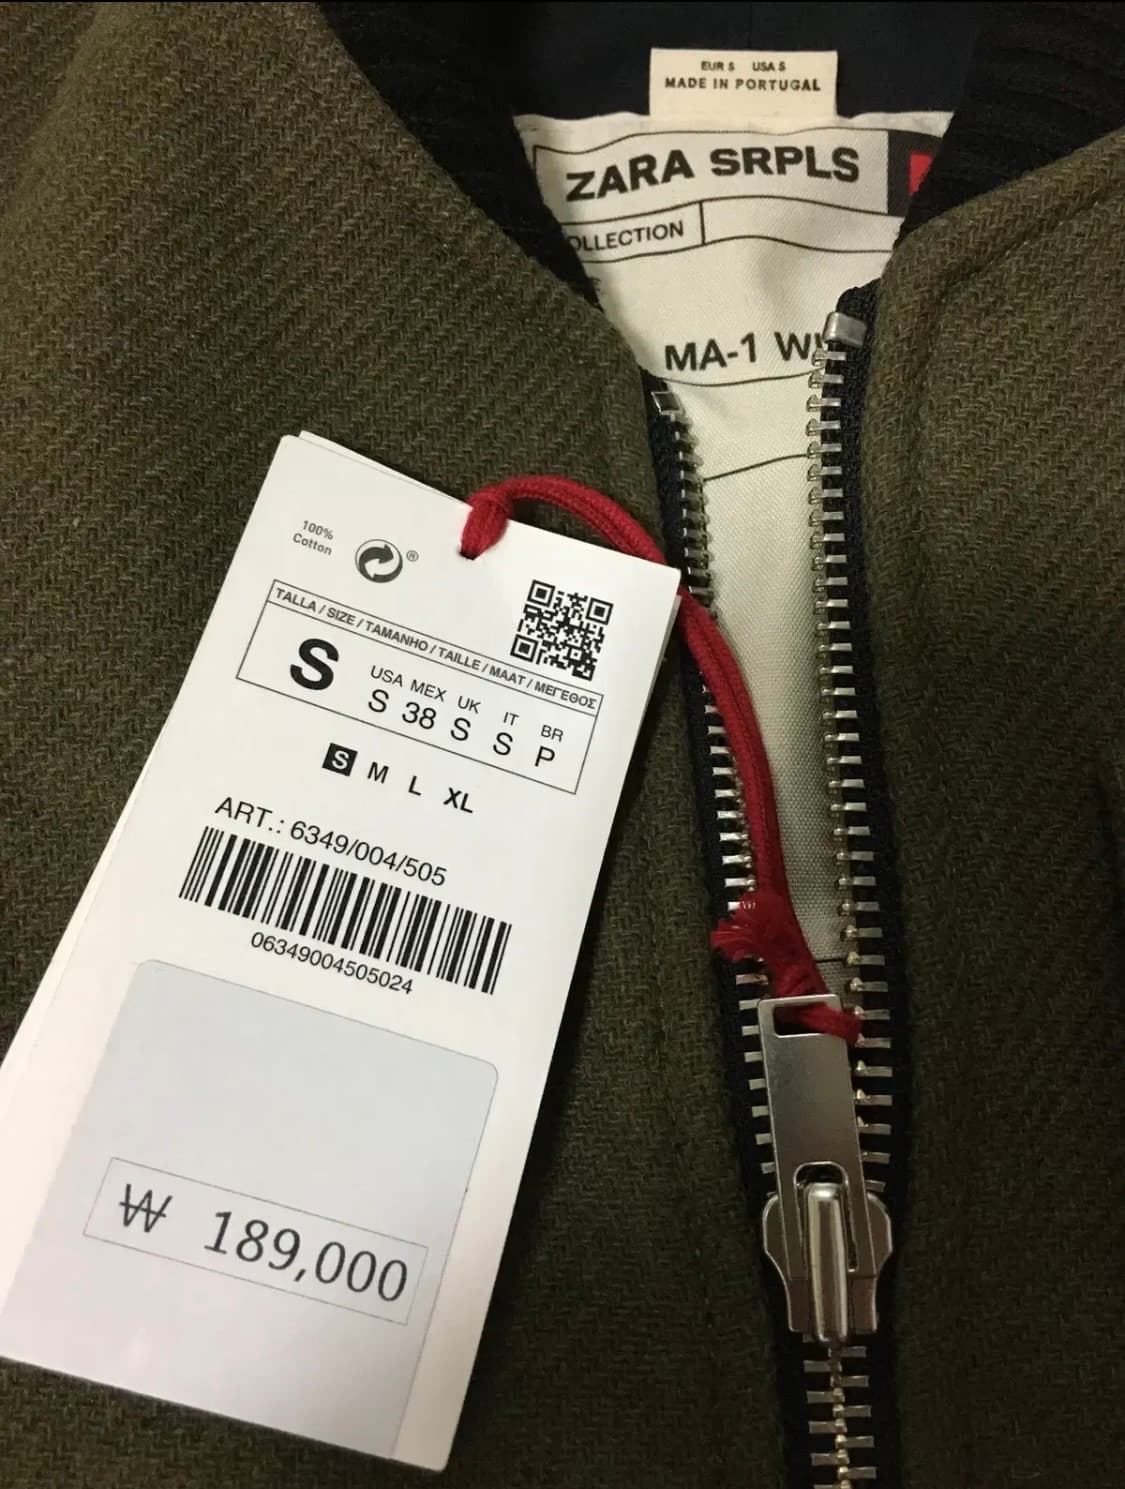 EUR S USA S
MADE IN PORTUGAL
ZARA SRPLS
MA-1
100%
Cotton
®
TALLA / SIZE / TAMANHO / TAILLE / MAAT / ΜΕΓΕΘΟΣ
S
USA MEX UK IT BR
S 38 S S P
S M L XL
ART.: 6349/004/505
06349004505024
₩ 189,000